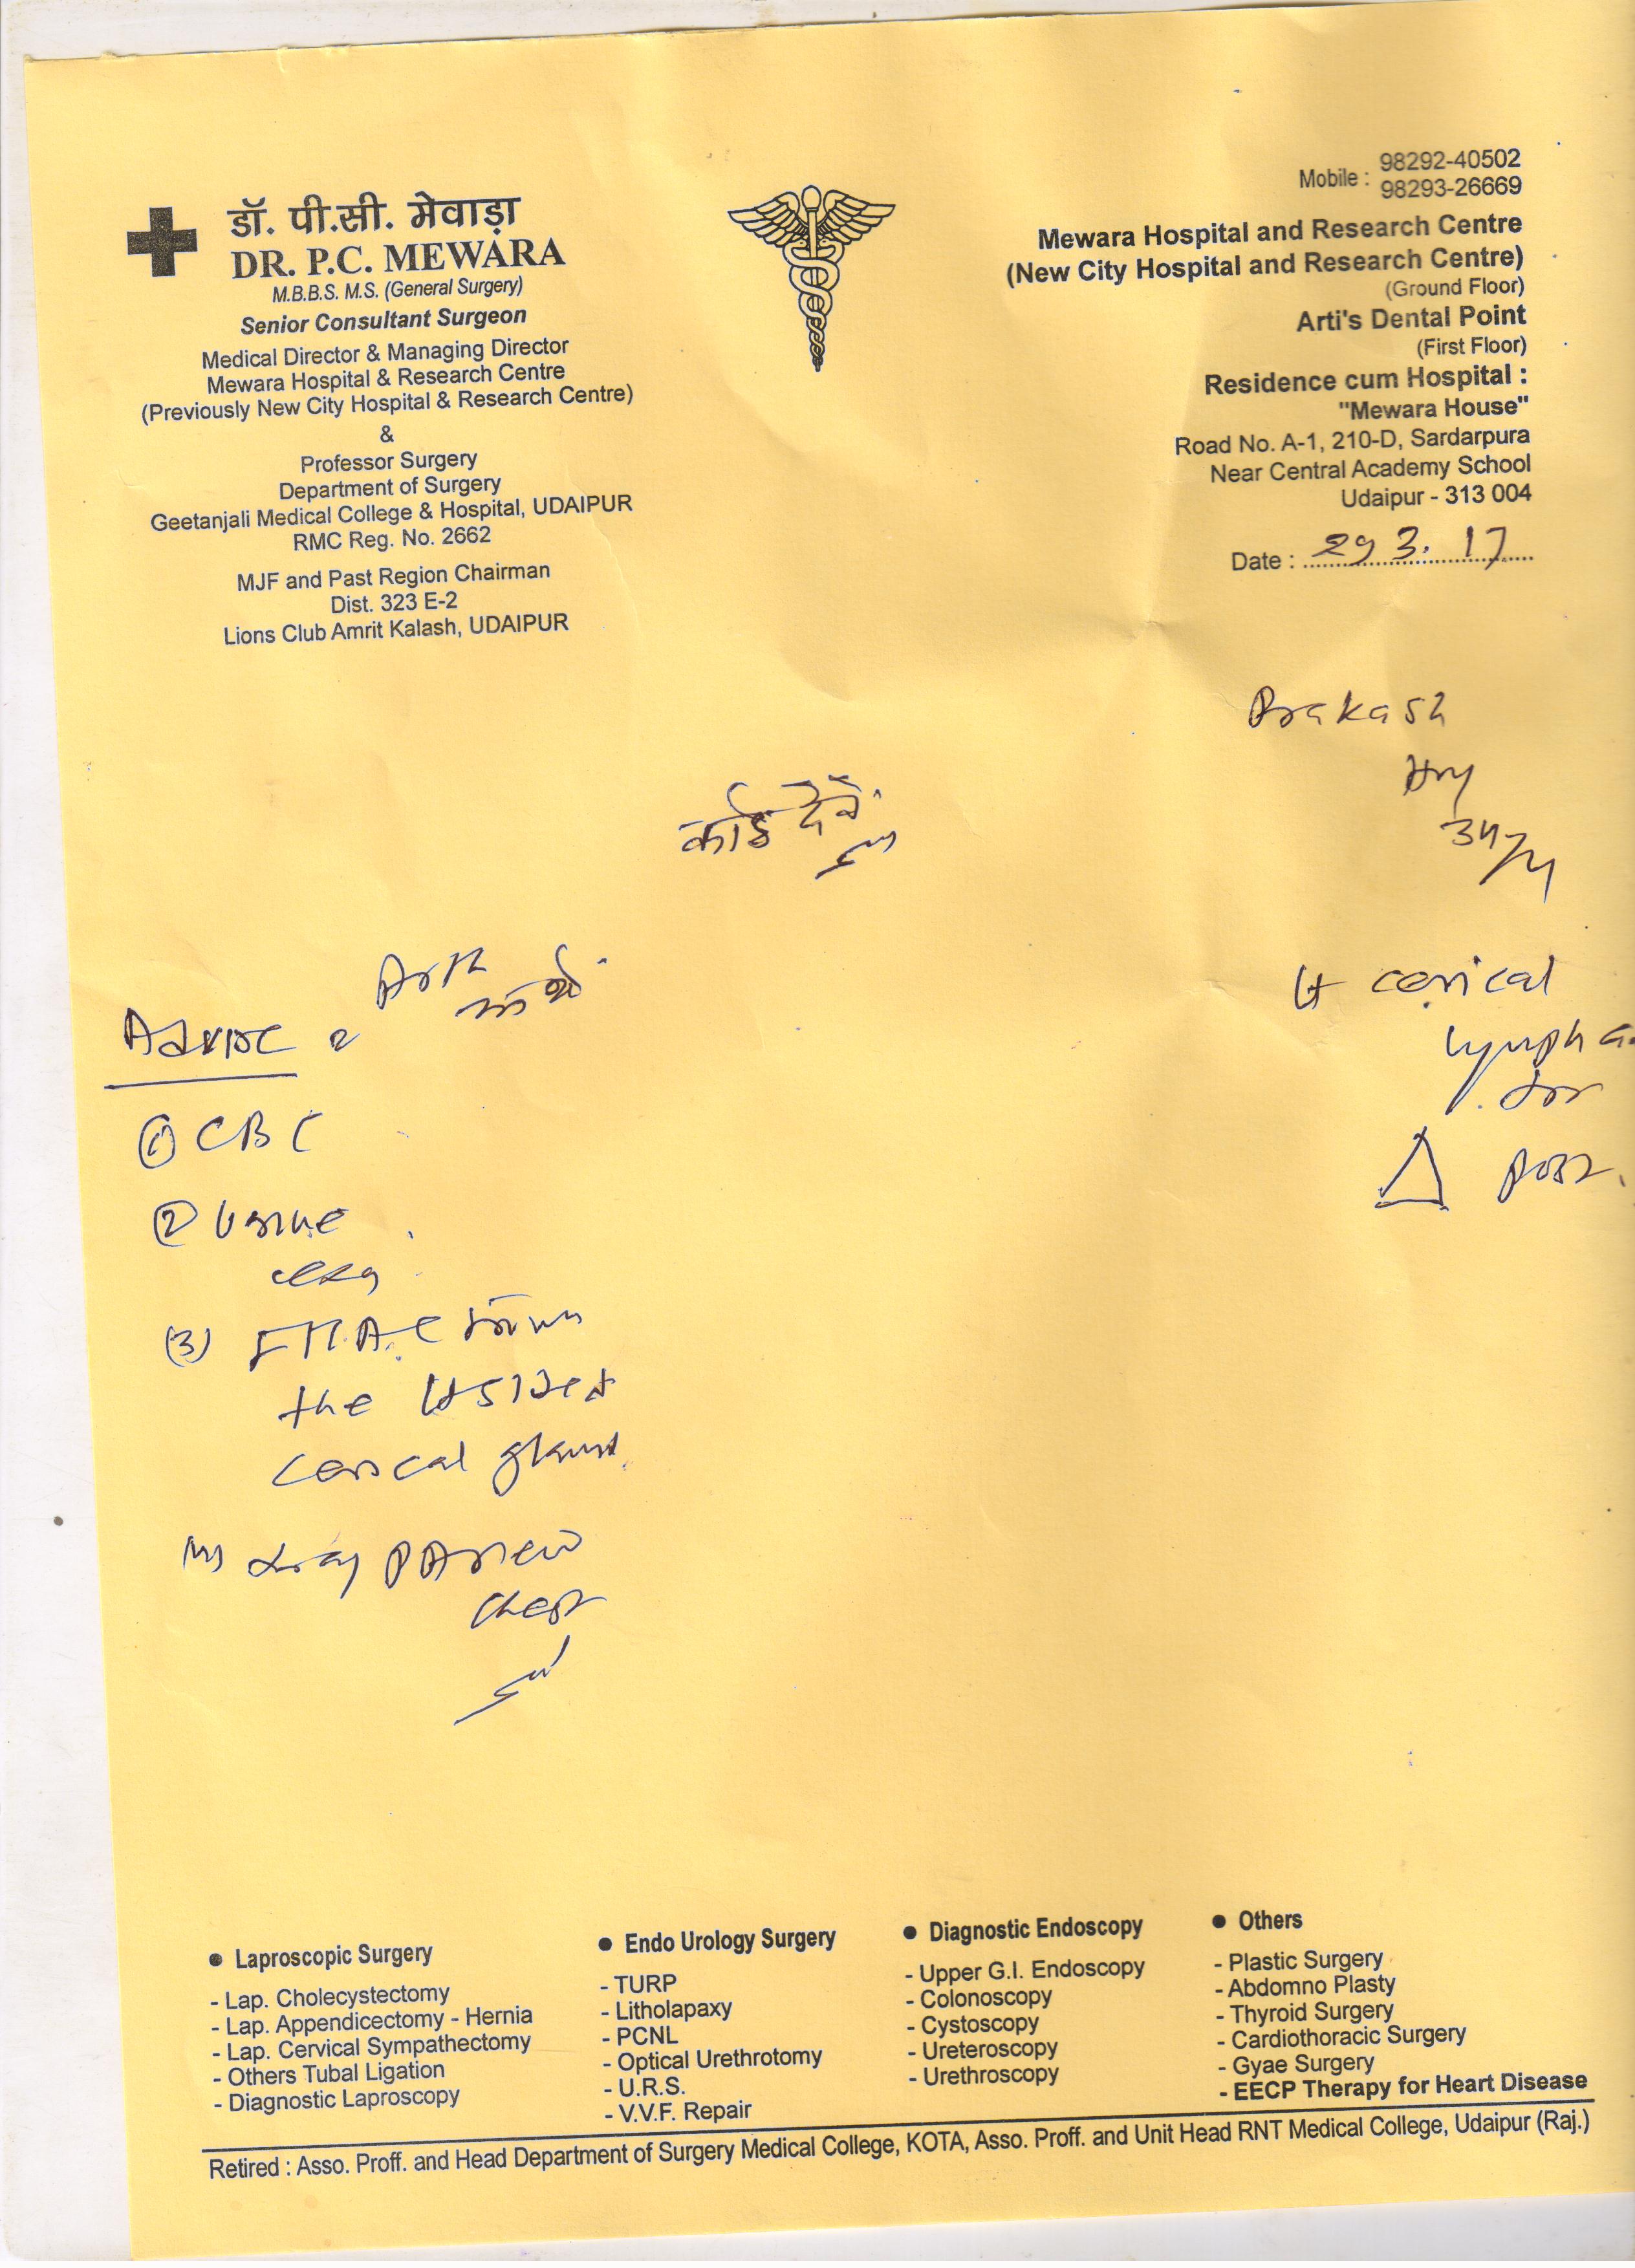 डॉ. पी.सी. मेवाड़ा
DR. P.C. MEWARA
M.B.B.S. M.S. (General Surgery)
Senior Consultant Surgeon
Medical Director & Managing Director
Mewara Hospital & Research Centre
(Previously New City Hospital & Research Centre)
&
Professor Surgery
Department of Surgery
Geetanjali Medical College & Hospital, UDAIPUR
RMC Reg. No. 2662
MJF and Past Region Chairman
Dist. 323 E-2
Lions Club Amrit Kalash, UDAIPUR
Mobile : 98292-40502
98293-26669
Mewara Hospital and Research Centre
(New City Hospital and Research Centre)
(Ground Floor)
Arti's Dental Point
(First Floor)
Residence cum Hospital :
"Mewara House"
Road No. A-1, 210-D, Sardarpura
Near Central Academy School
Udaipur - 313 004
Date : 29 3. 17
Prakash
Lt cervical
lympha
Δ
Advise
① CBC
② Urine
(3) F.N.A.C from
the Lt sided
cervical gland
X-ray PA view
chest
● Laproscopic Surgery
- Lap. Cholecystectomy
- Lap. Appendicectomy - Hernia
- Lap. Cervical Sympathectomy
- Others Tubal Ligation
- Diagnostic Laproscopy
● Endo Urology Surgery
- TURP
- Litholapaxy
- PCNL
- Optical Urethrotomy
- U.R.S.
- V.V.F. Repair
● Diagnostic Endoscopy
- Upper G.I. Endoscopy
- Colonoscopy
- Cystoscopy
- Ureteroscopy
- Urethroscopy
● Others
- Plastic Surgery
- Abdomno Plasty
- Thyroid Surgery
- Cardiothoracic Surgery
- Gyae Surgery
- EECP Therapy for Heart Disease
Retired : Asso. Proff. and Head Department of Surgery Medical College, KOTA, Asso. Proff. and Unit Head RNT Medical College, Udaipur (Raj.)